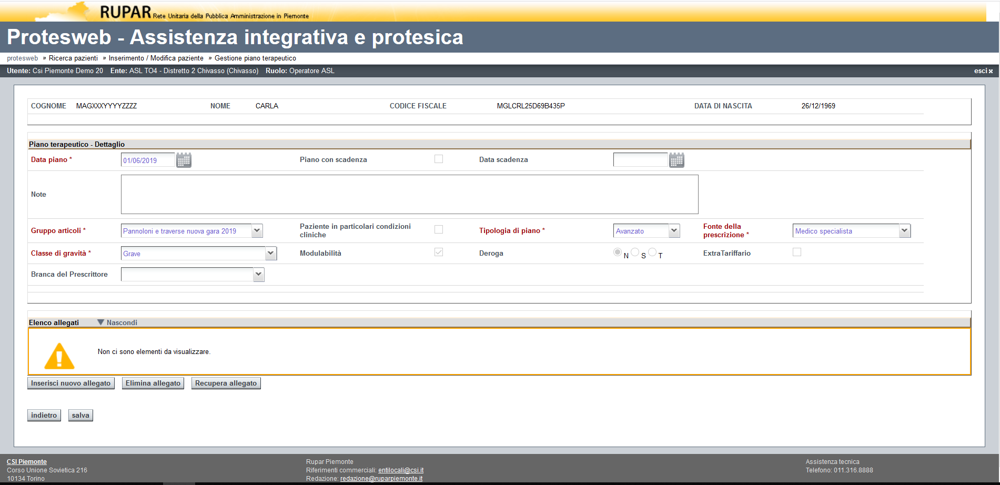 RUPAR Rete Unitaria della Pubblica Amministrazione in Piemonte
Protesweb - Assistenza integrativa e protesica
protesweb » Ricerca pazienti » Inserimento / Modifica paziente » Gestione piano terapeutico
Utente: Csi Piemonte Demo 20 Ente: ASL TO4 - Distretto 2 Chivasso (Chivasso) Ruolo: Operatore ASL esci x
COGNOME MAGXXXYYYYZZZZ NOME CARLA CODICE FISCALE MGLCRL25D69B435P DATA DI NASCITA 26/12/1969
Piano terapeutico - Dettaglio
Data piano * 01/06/2019 Piano con scadenza Data scadenza
Note
Gruppo articoli * Pannoloni e traverse nuova gara 2019 Paziente in particolari condizioni cliniche Tipologia di piano * Avanzato Fonte della prescrizione * Medico specialista
Classe di gravità * Grave Modulabilità Deroga N S T ExtraTariffario
Branca del Prescrittore
Elenco allegati Nascondi
Non ci sono elementi da visualizzare.
Inserisci nuovo allegato Elimina allegato Recupera allegato
indietro salva
CSI Piemonte
Corso Unione Sovietica 216
10134 Torino
Rupar Piemonte
Riferimenti commerciali: entilocali@csi.it
Redazione: redazione@ruparpiemonte.it
Assistenza tecnica
Telefono: 011.316.8888